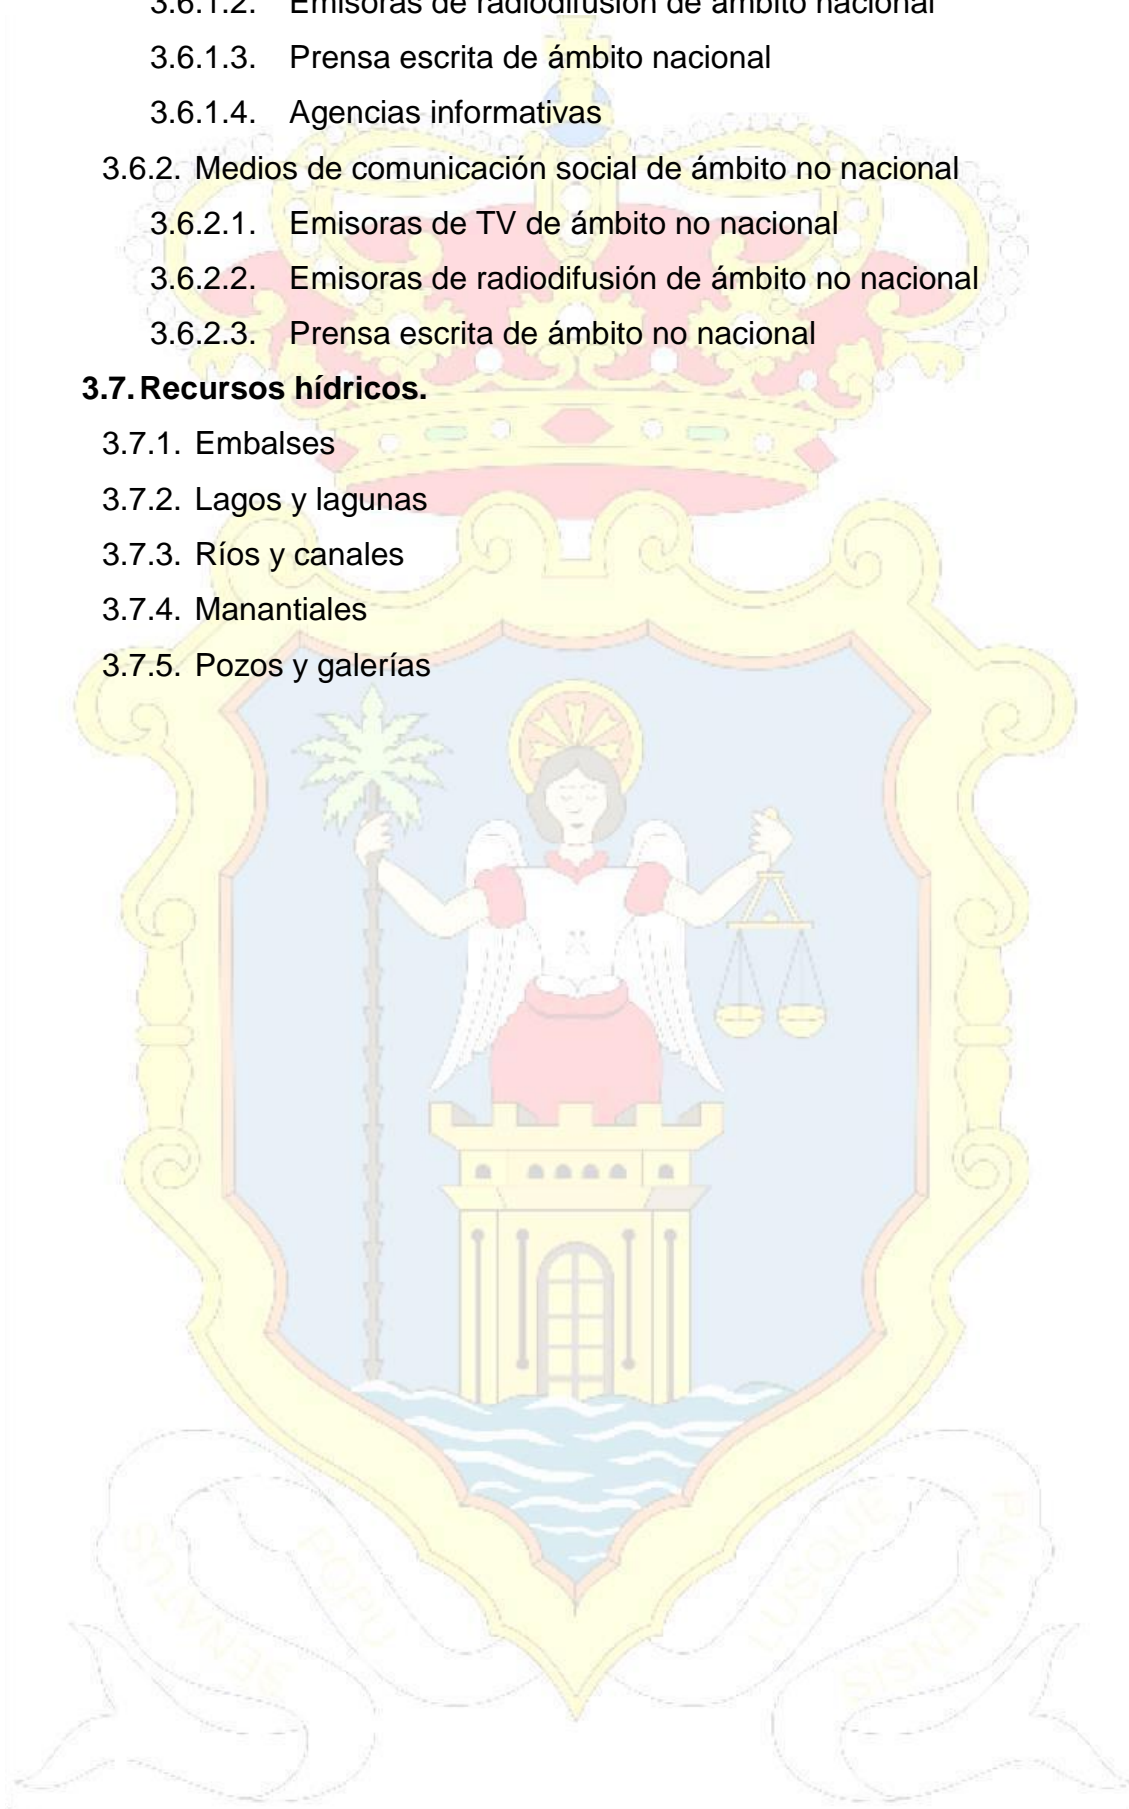 3.6.1.2. Emisoras de radiodifusión de ámbito nacional
3.6.1.3. Prensa escrita de ámbito nacional
3.6.1.4. Agencias informativas
3.6.2. Medios de comunicación social de ámbito no nacional
3.6.2.1. Emisoras de TV de ámbito no nacional
3.6.2.2. Emisoras de radiodifusión de ámbito no nacional
3.6.2.3. Prensa escrita de ámbito no nacional
3.7. Recursos hídricos.
3.7.1. Embalses
3.7.2. Lagos y lagunas
3.7.3. Ríos y canales
3.7.4. Manantiales
3.7.5. Pozos y galerías
SENATUS POPU LUSQUE PALMENSIS